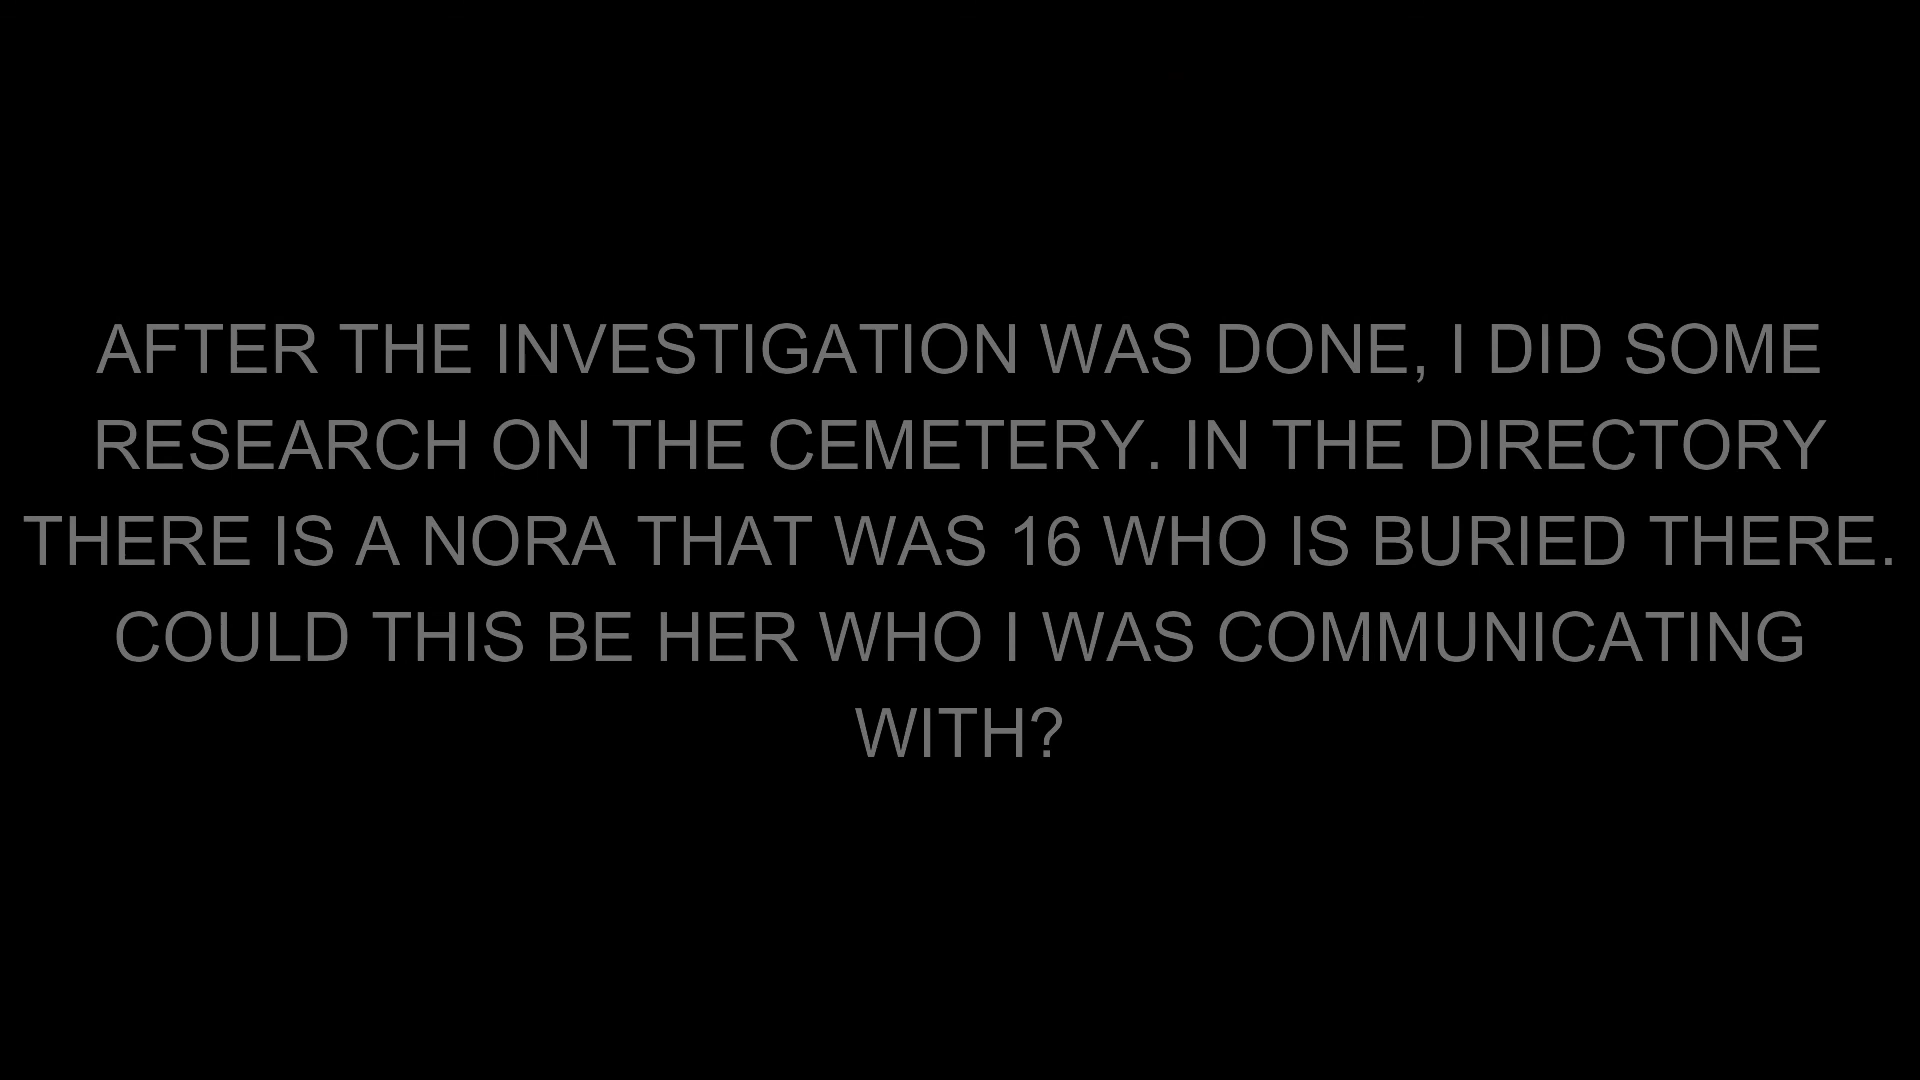 AFTER THE INVESTIGATION WAS DONE, I DID SOME
RESEARCH ON THE CEMETERY. IN THE DIRECTORY
THERE IS A NORA THAT WAS 16 WHO IS BURIED THERE.
COULD THIS BE HER WHO I WAS COMMUNICATING
WITH?